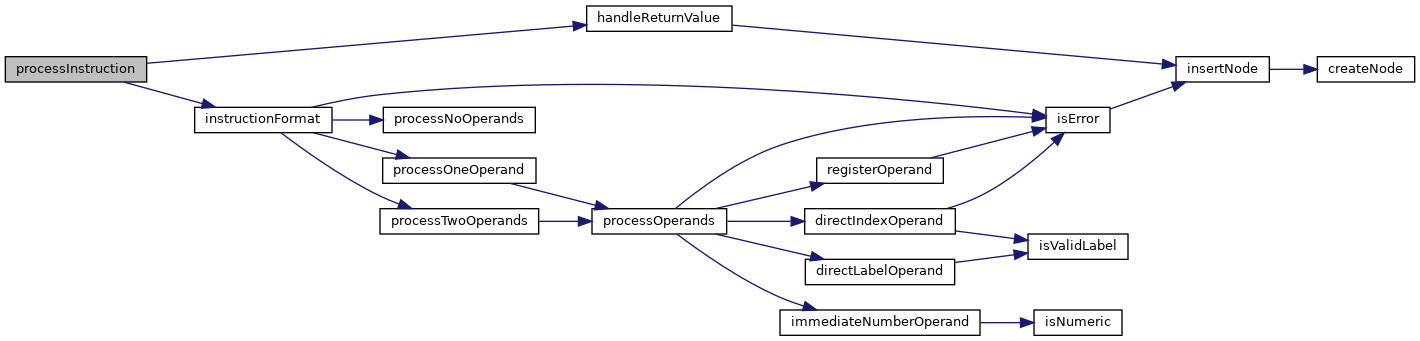 handleReturnValue
processInstruction
insertNode
createNode
instructionFormat
processNoOperands
isError
processOneOperand
registerOperand
processTwoOperands
processOperands
directIndexOperand
isValidLabel
directLabelOperand
immediateNumberOperand
isNumeric